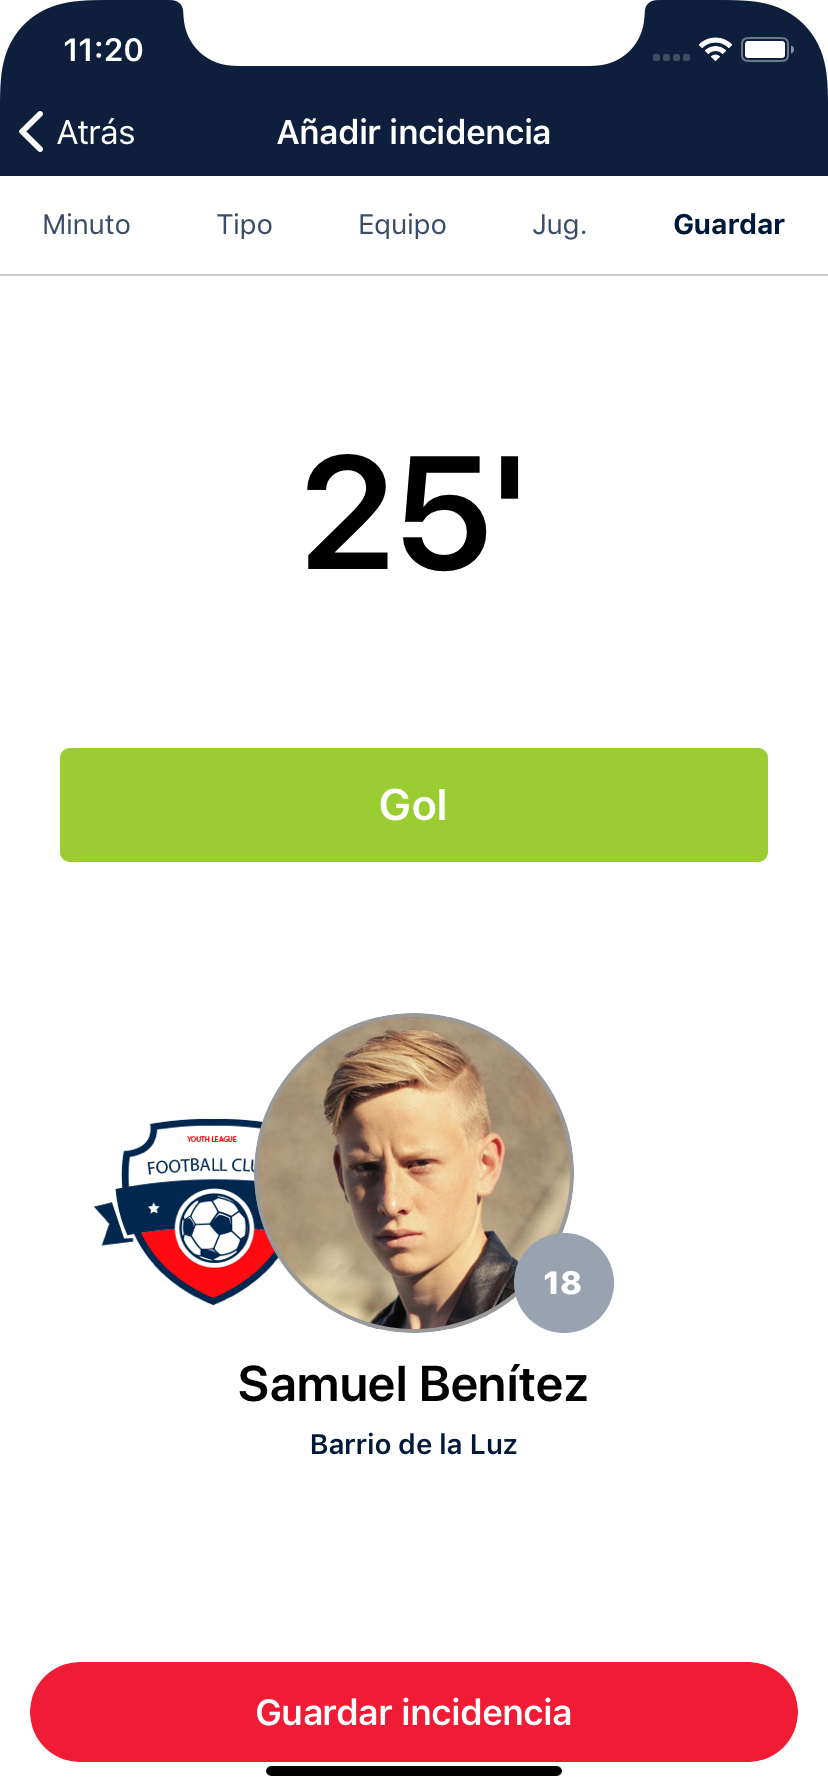 11:20
Atrás
Añadir incidencia
Minuto Tipo Equipo Jug. Guardar
25'
Gol
YOUTH LEAGUE
FOOTBALL CLU
18
Samuel Benítez
Barrio de la Luz
Guardar incidencia